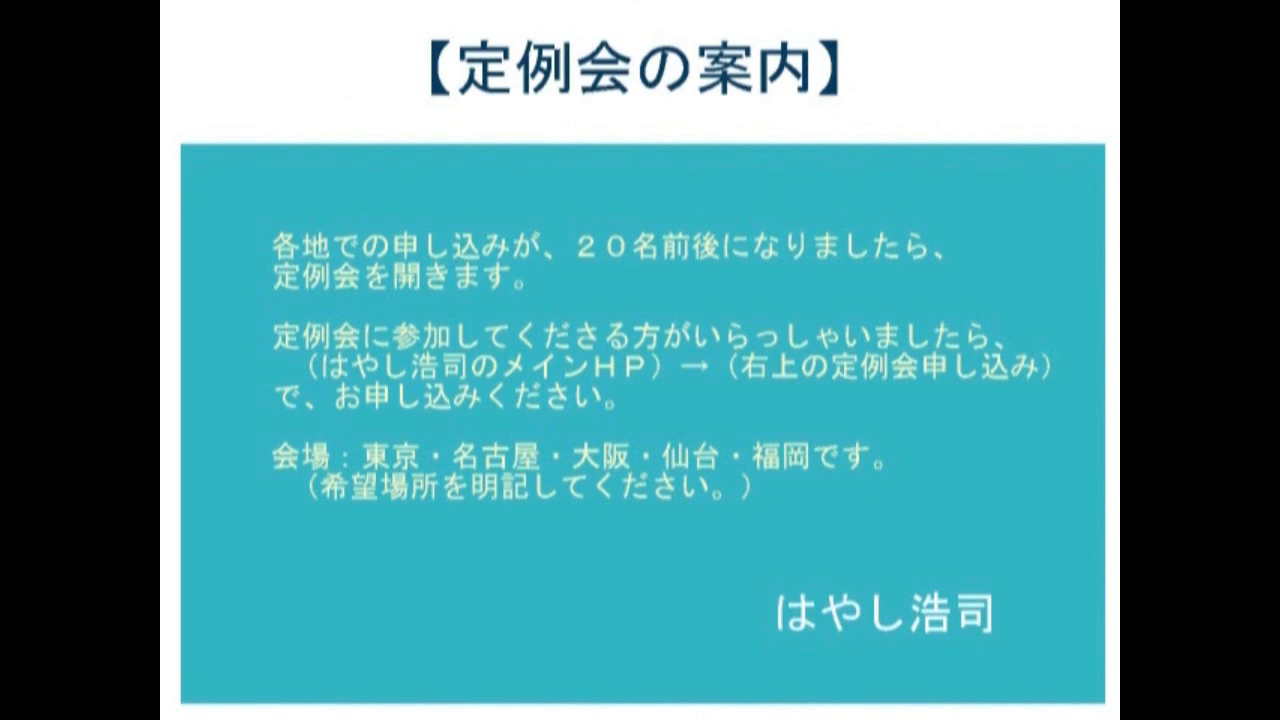 【定例会の案内】
各地での申し込みが、２０名前後になりましたら、
定例会を開きます。
定例会に参加してくださる方がいらっしゃいましたら、
（はやし浩司のメインＨＰ）→（右上の定例会申し込み）
で、お申し込みください。
会場：東京・名古屋・大阪・仙台・福岡です。
（希望場所を明記してください。）
はやし浩司